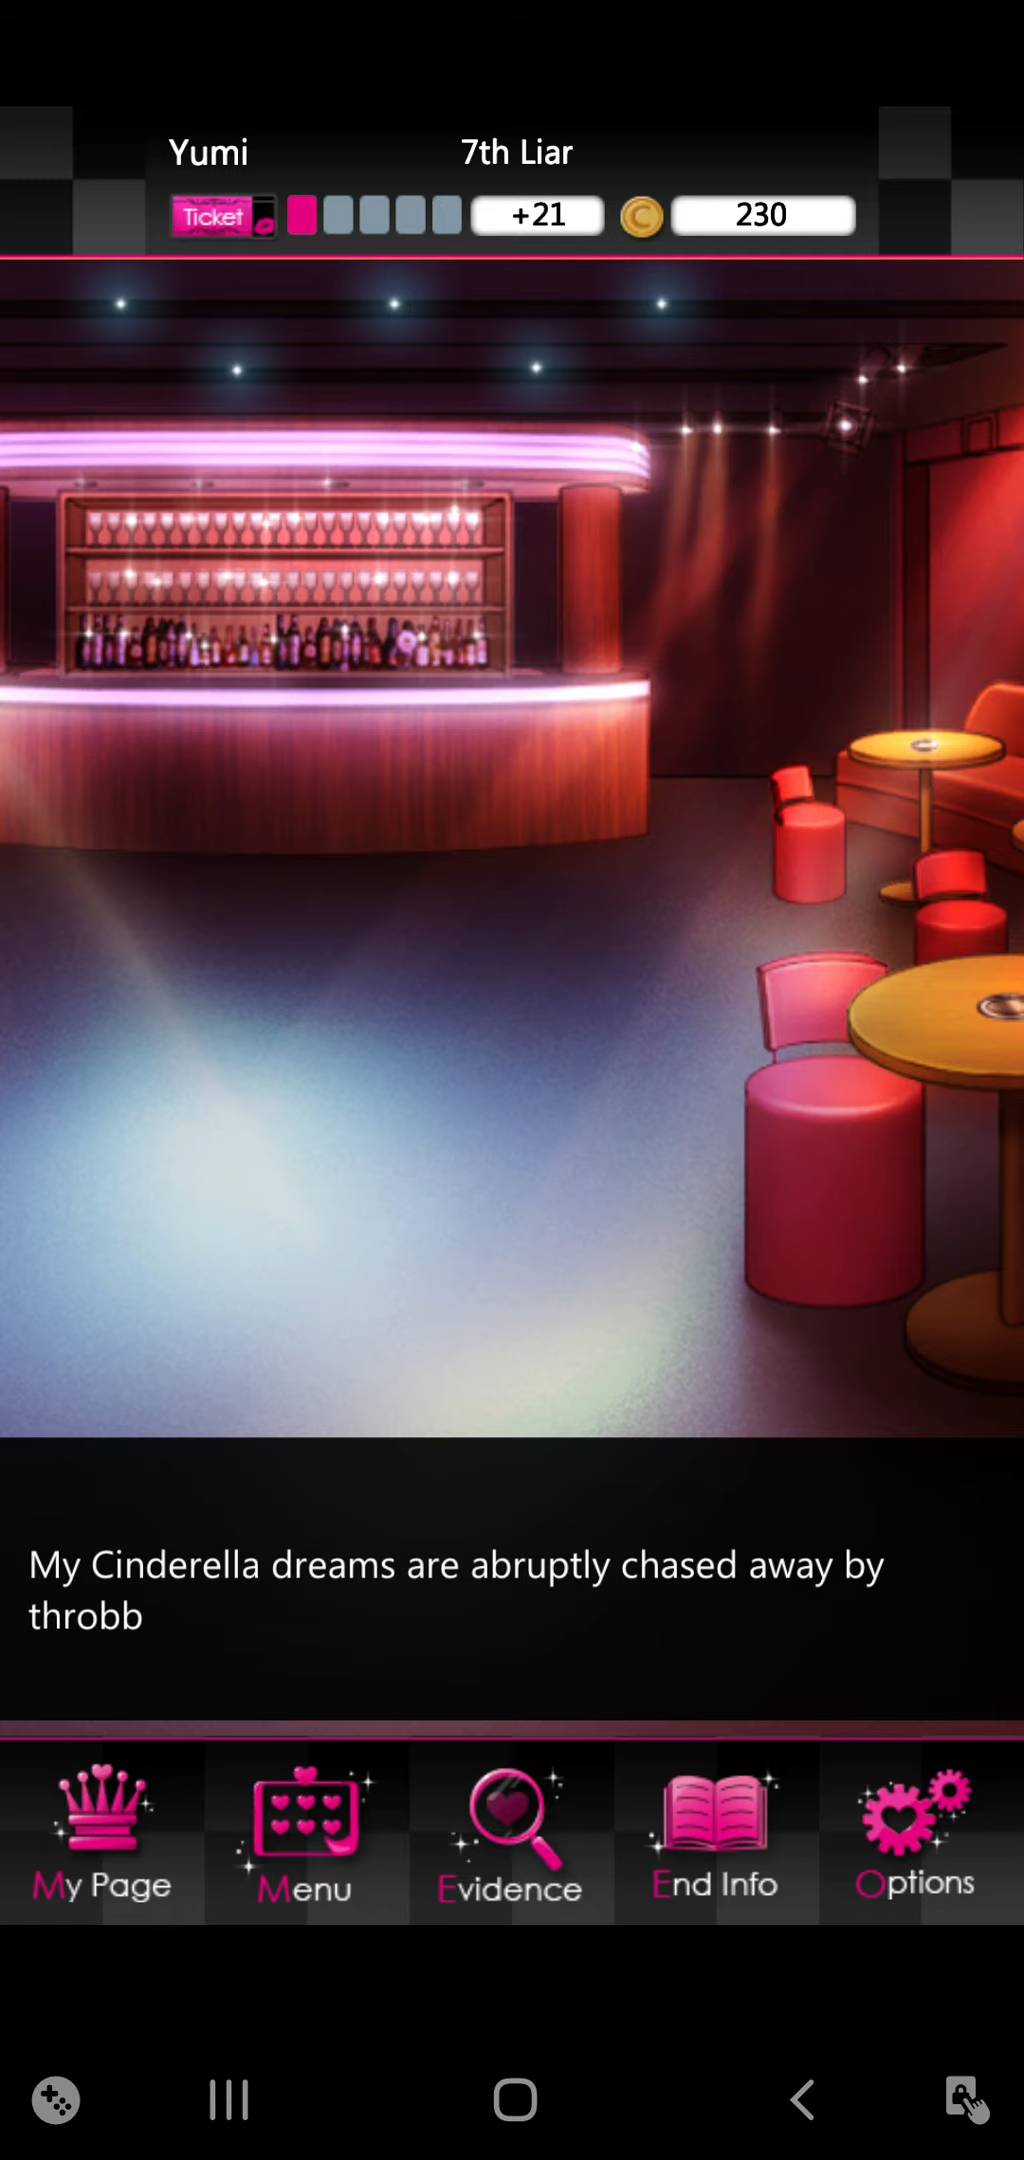 Yumi 7th Liar
Ticket +21 C 230
My Cinderella dreams are abruptly chased away by
throbb
My Page Menu Evidence End Info Options